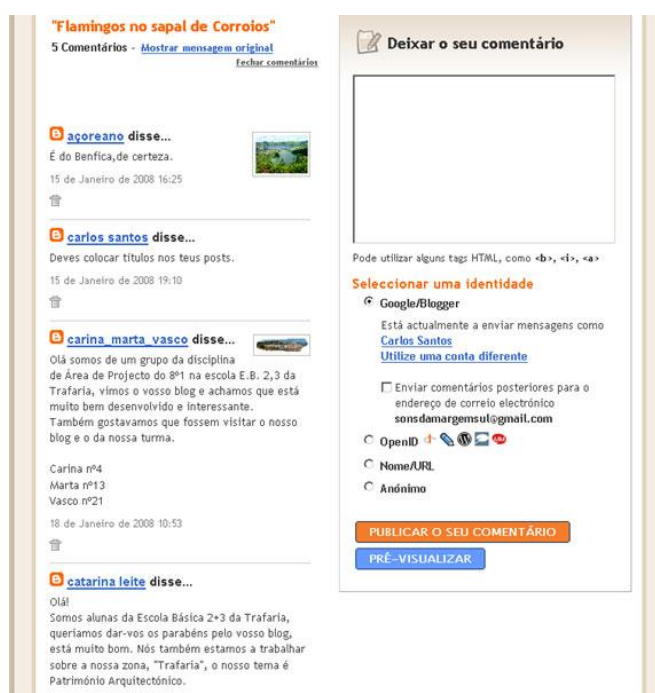 "Flamingos no sapal de Corroios"
5 Comentários - Mostrar mensagem original
Fechar comentários
açoreano disse...
É do Benfica,de certeza.
15 de Janeiro de 2008 16:25
carlos santos disse...
Deves colocar títulos nos teus posts.
15 de Janeiro de 2008 19:10
carina_marta_vasco disse...
Olá somos de um grupo da disciplina
de Área de Projecto do 8º1 na escola E.B. 2,3 da
Trafaria, vimos o vosso blog e achamos que está
muito bem desenvolvido e interessante.
Também gostavamos que fossem visitar o nosso
blog e o da nossa turma.
Carina nº4
Marta nº13
Vasco nº21
18 de Janeiro de 2008 10:53
catarina leite disse...
Olá!
Somos alunas da Escola Básica 2+3 da Trafaria,
queriamos dar-vos os parabéns pelo vosso blog,
está muito bom. Nós também estamos a trabalhar
sobre a nossa zona, "Trafaria", o nosso tema é
Património Arquitectónico.
Deixar o seu comentário
Pode utilizar alguns tags HTML, como <b>, <i>, <a>
Seleccionar uma identidade
Google/Blogger
Está actualmente a enviar mensagens como
Carlos Santos
Utilize uma conta diferente
Enviar comentários posteriores para o
endereço de correio electrónico
sonsdamargemsul@gmail.com
OpenID
Nome/URL
Anónimo
PUBLICAR O SEU COMENTÁRIO
PRÉ-VISUALIZAR